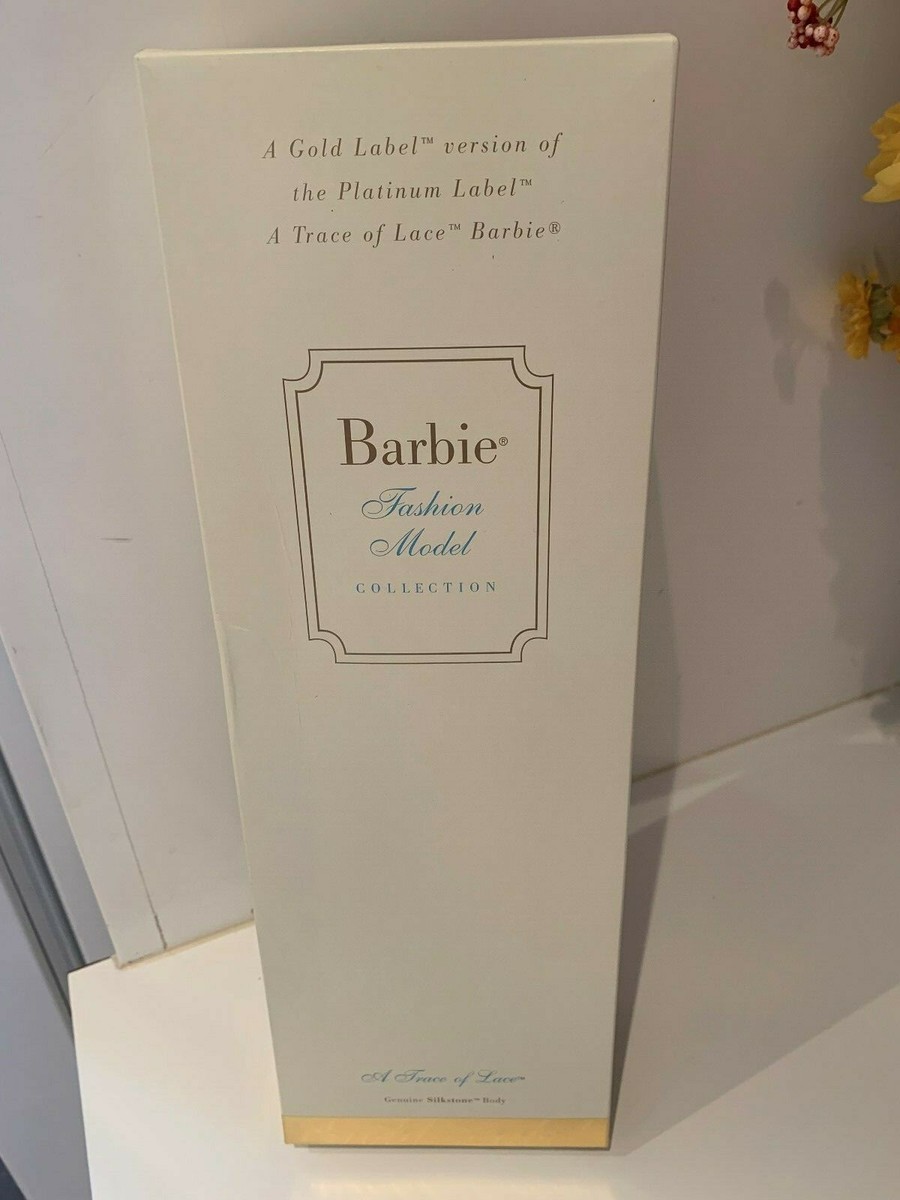 A Gold Label™ version of
the Platinum Label™
A Trace of Lace™ Barbie®
Barbie®
Fashion
Model
COLLECTION
A Trace of Lace™
Genuine Silkstone™ Body